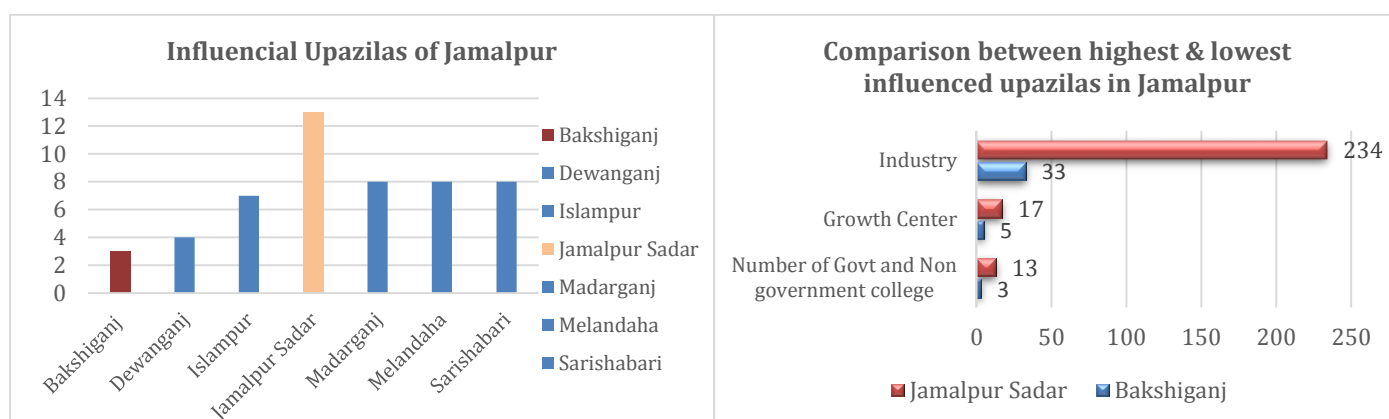 Influencial Upazilas of Jamalpur
14
12
10
8
6
4
2
0
Bakshiganj
Dewanganj
Islampur
Jamalpur Sadar
Madarganj
Melandaha
Sarishabari
Bakshiganj
Dewanganj
Islampur
Jamalpur Sadar
Madarganj
Melandaha
Sarishabari
Comparison between highest & lowest
influenced upazilas in Jamalpur
Industry
234
33
Growth Center
17
5
Number of Govt and Non
government college
13
3
0 50 100 150 200 250
Jamalpur Sadar Bakshiganj